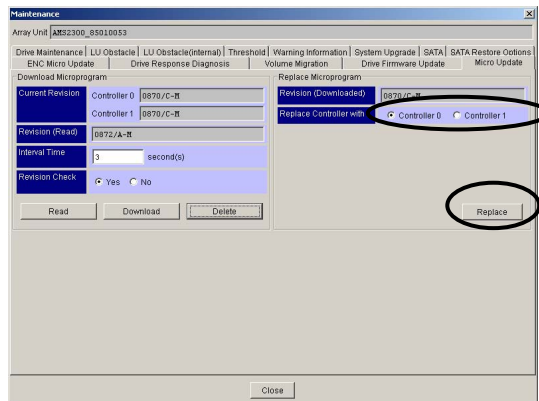 Maintenance
Array Unit AMS2300_85010053
Drive Maintenance LU Obstacle LU Obstacle(internal) Threshold Warning Information System Upgrade SATA SATA Restore Options
ENC Micro Update Drive Response Diagnosis Volume Migration Drive Firmware Update Micro Update
Download Microprogram
Current Revision Controller 0 0870/C-M
Controller 1 0870/C-M
Revision (Read) 0872/A-M
Interval Time 3 second(s)
Revision Check Yes No
Read Download Delete
Replace Microprogram
Revision (Downloaded) 0870/C-M
Replace Controller with Controller 0 Controller 1
Replace
Close